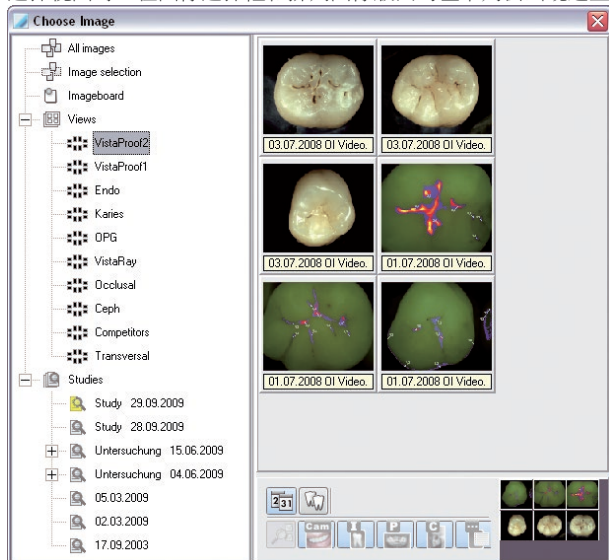 Choose Image
All images
Image selection
Imageboard
Views
VistaProof2
VistaProof1
Endo
Karies
OPG
VistaRay
Occlusal
Ceph
Competitors
Transversal
Studies
Study 29.09.2009
Study 28.09.2009
Untersuchung 15.06.2009
Untersuchung 04.06.2009
05.03.2009
02.03.2009
17.09.2003
03.07.2008 OI Video.
03.07.2008 OI Video.
03.07.2008 OI Video.
01.07.2008 OI Video.
01.07.2008 OI Video.
01.07.2008 OI Video.
2 31
Cam
I
P
C